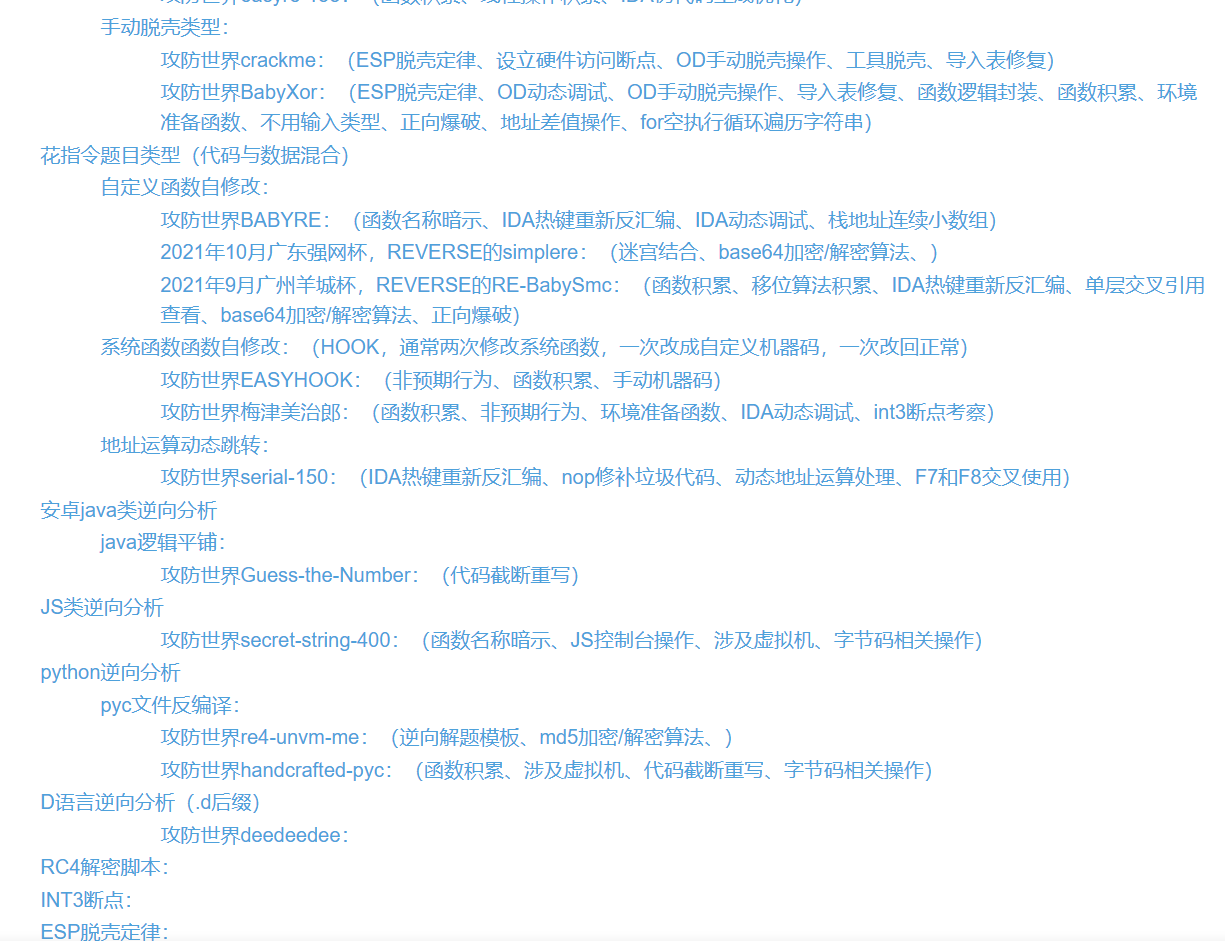 手动脱壳类型：
攻防世界crackme：（ESP脱壳定律、设立硬件访问断点、OD手动脱壳操作、工具脱壳、导入表修复）
攻防世界BabyXor：（ESP脱壳定律、OD动态调试、OD手动脱壳操作、导入表修复、函数逻辑封装、函数积累、环境
准备函数、不用输入类型、正向爆破、地址差值操作、for空执行循环遍历字符串）
花指令题目类型（代码与数据混合）
自定义函数自修改：
攻防世界BABYRE：（函数名称暗示、IDA热键重新反汇编、IDA动态调试、栈地址连续小数组）
2021年10月广东强网杯，REVERSE的simplere：（迷宫结合、base64加密/解密算法、）
2021年9月广州羊城杯，REVERSE的RE-BabySmc：（函数积累、移位算法积累、IDA热键重新反汇编、单层交叉引用
查看、base64加密/解密算法、正向爆破）
系统函数函数自修改：（HOOK，通常两次修改系统函数，一次改成自定义机器码，一次改回正常）
攻防世界EASYHOOK：（非预期行为、函数积累、手动机器码）
攻防世界梅津美治郎：（函数积累、非预期行为、环境准备函数、IDA动态调试、int3断点考察）
地址运算动态跳转：
攻防世界serial-150：（IDA热键重新反汇编、nop修补垃圾代码、动态地址运算处理、F7和F8交叉使用）
安卓java类逆向分析
java逻辑平铺：
攻防世界Guess-the-Number：（代码截断重写）
JS类逆向分析
攻防世界secret-string-400：（函数名称暗示、JS控制台操作、涉及虚拟机、字节码相关操作）
python逆向分析
pyc文件反编译：
攻防世界re4-unvm-me：（逆向解题模板、md5加密/解密算法、）
攻防世界handcrafted-pyc：（函数积累、涉及虚拟机、代码截断重写、字节码相关操作）
D语言逆向分析（.d后缀）
攻防世界deedeedee：
RC4解密脚本：
INT3断点：
ESP脱壳定律：